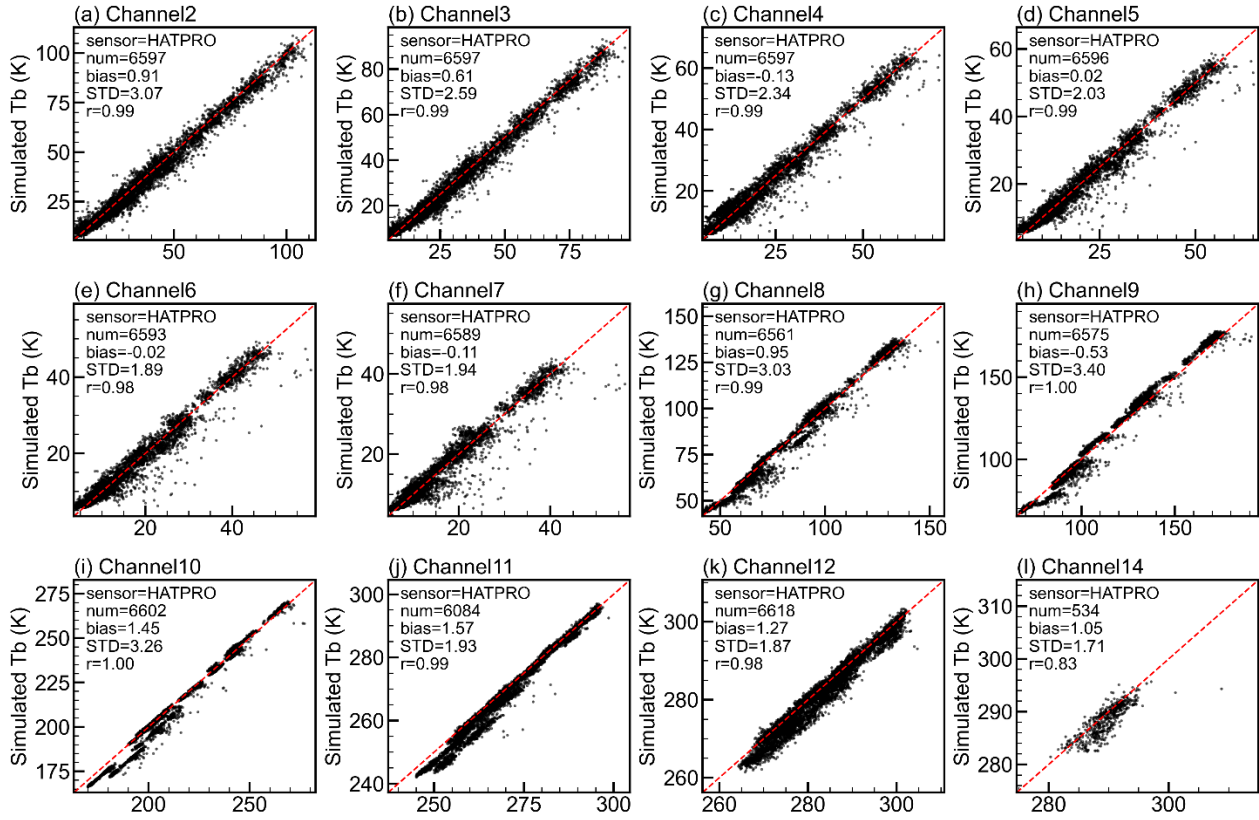 (a) Channel2
sensor=HATPRO
num=6597
bias=0.91
STD=3.07
r=0.99
Simulated Tb (K)
100
75
50
25
50
100
(b) Channel3
sensor=HATPRO
num=6597
bias=0.61
STD=2.59
r=0.99
Simulated Tb (K)
80
60
40
20
25
50
75
(c) Channel4
sensor=HATPRO
num=6597
bias=-0.13
STD=2.34
r=0.99
Simulated Tb (K)
60
40
20
25
50
(d) Channel5
sensor=HATPRO
num=6596
bias=0.02
STD=2.03
r=0.99
Simulated Tb (K)
60
40
20
25
50
(e) Channel6
sensor=HATPRO
num=6593
bias=-0.02
STD=1.89
r=0.98
Simulated Tb (K)
40
20
20
40
(f) Channel7
sensor=HATPRO
num=6589
bias=-0.11
STD=1.94
r=0.98
Simulated Tb (K)
40
20
20
40
(g) Channel8
sensor=HATPRO
num=6561
bias=0.95
STD=3.03
r=0.99
Simulated Tb (K)
150
125
100
75
50
50
100
150
(h) Channel9
sensor=HATPRO
num=6575
bias=-0.53
STD=3.40
r=1.00
Simulated Tb (K)
150
100
100
150
(i) Channel10
sensor=HATPRO
num=6602
bias=1.45
STD=3.26
r=1.00
Simulated Tb (K)
275
250
225
200
175
200
250
(j) Channel11
sensor=HATPRO
num=6084
bias=1.57
STD=1.93
r=0.99
Simulated Tb (K)
300
280
260
240
250
275
300
(k) Channel12
sensor=HATPRO
num=6618
bias=1.27
STD=1.87
r=0.98
Simulated Tb (K)
300
280
260
260
280
300
(l) Channel14
sensor=HATPRO
num=534
bias=1.05
STD=1.71
r=0.83
Simulated Tb (K)
310
300
290
280
280
300